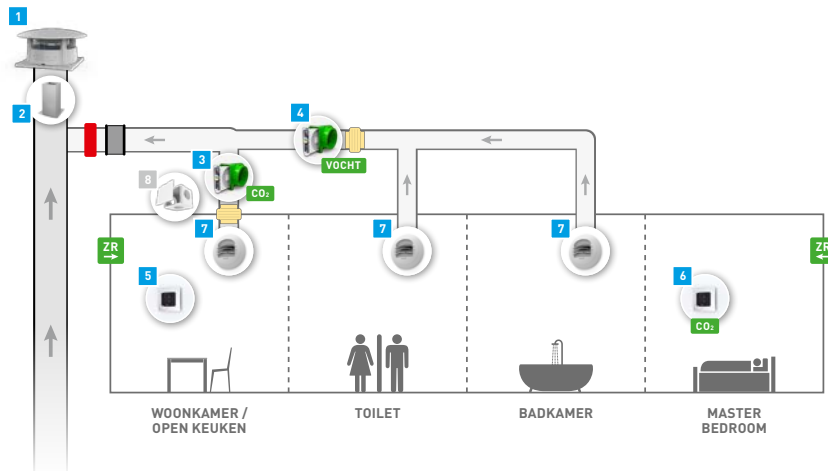 1
2
4
VOCHT
3
CO₂
8
7
7
7
ZR
ZR
5
6
CO₂
WOONKAMER /
OPEN KEUKEN
TOILET
BADKAMER
MASTER
BEDROOM